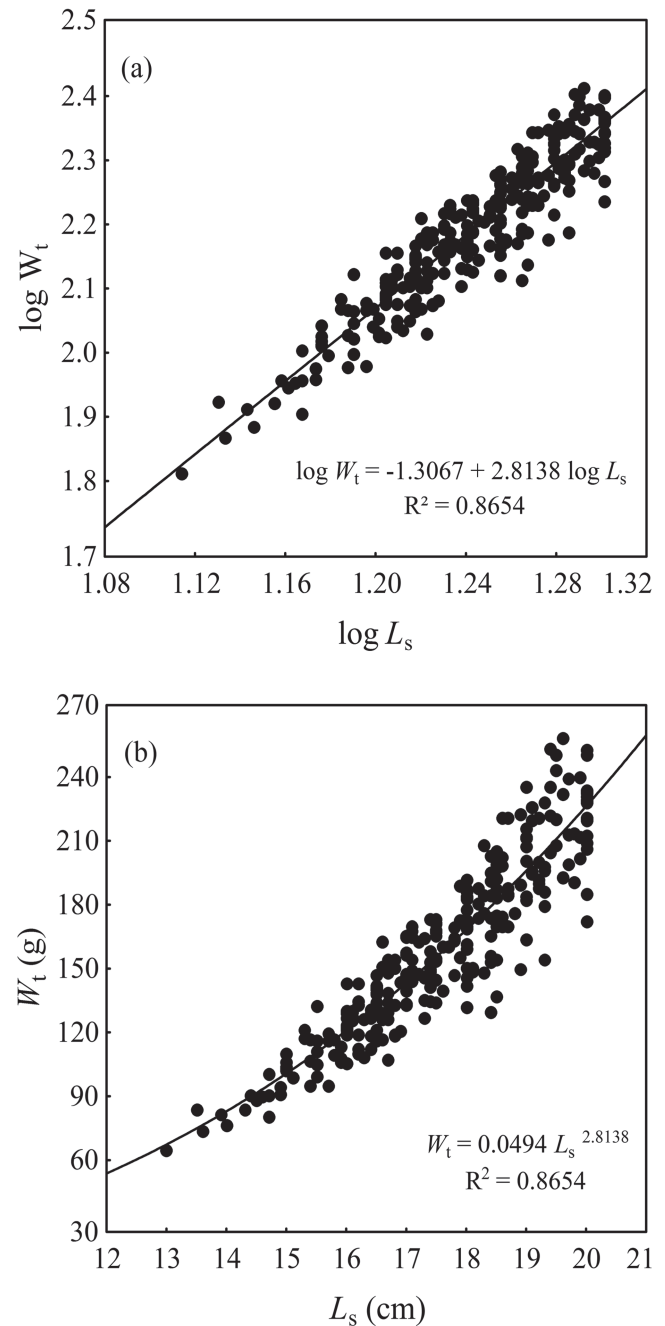 2.5
(a)
2.4
2.3
2.2
log Wt
2.1
2.0
1.9
1.8
log Wt = -1.3067 + 2.8138 log Ls
R² = 0.8654
1.7
1.08 1.12 1.16 1.20 1.24 1.28 1.32
log Ls
270
(b)
240
210
180
Wt (g)
150
120
90
60
Wt = 0.0494 Ls 2.8138
R2 = 0.8654
30
12 13 14 15 16 17 18 19 20 21
Ls (cm)